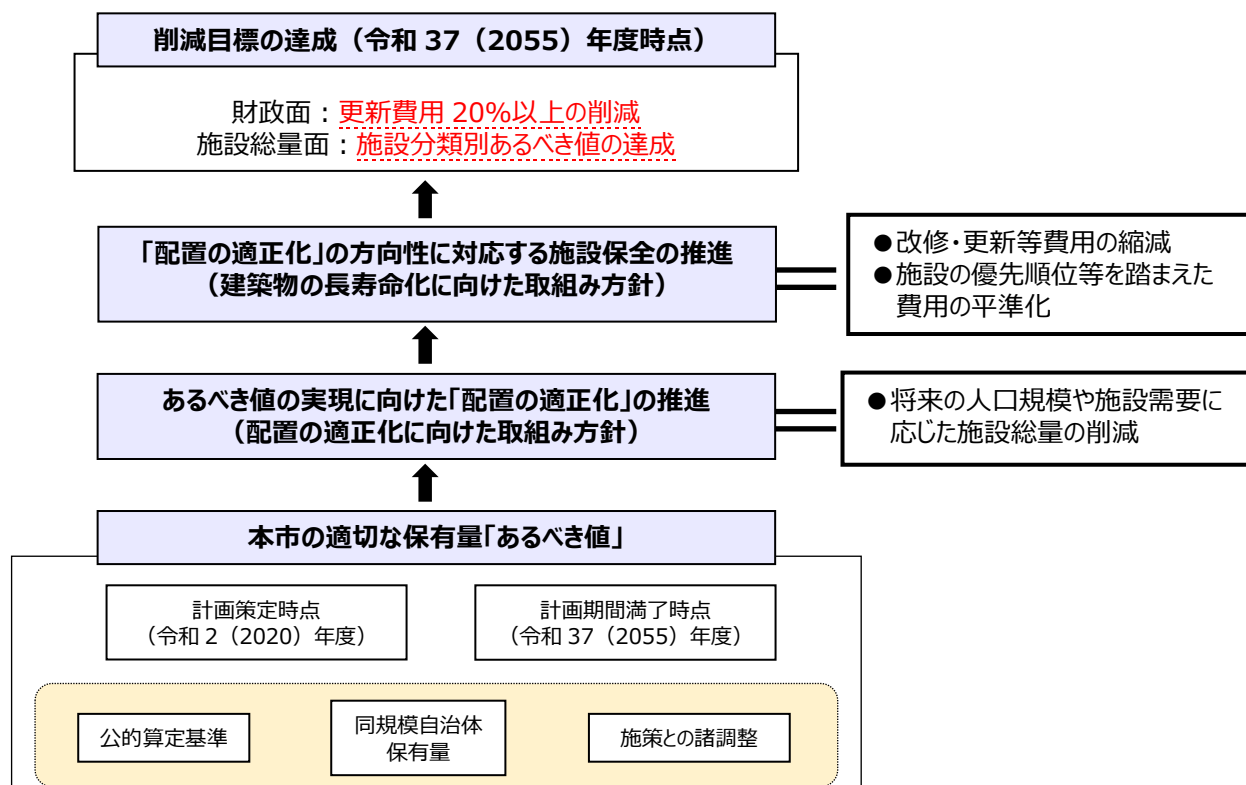 削減目標の達成（令和 37（2055）年度時点）
財政面：更新費用 20%以上の削減
施設総量面：施設分類別あるべき値の達成
「配置の適正化」の方向性に対応する施設保全の推進
（建築物の長寿命化に向けた取組み方針）
●改修・更新等費用の縮減
●施設の優先順位等を踏まえた
費用の平準化
あるべき値の実現に向けた「配置の適正化」の推進
（配置の適正化に向けた取組み方針）
●将来の人口規模や施設需要に
応じた施設総量の削減
本市の適切な保有量「あるべき値」
計画策定時点
（令和 2（2020）年度）
計画期間満了時点
（令和 37（2055）年度）
公的算定基準
同規模自治体
保有量
施策との諸調整